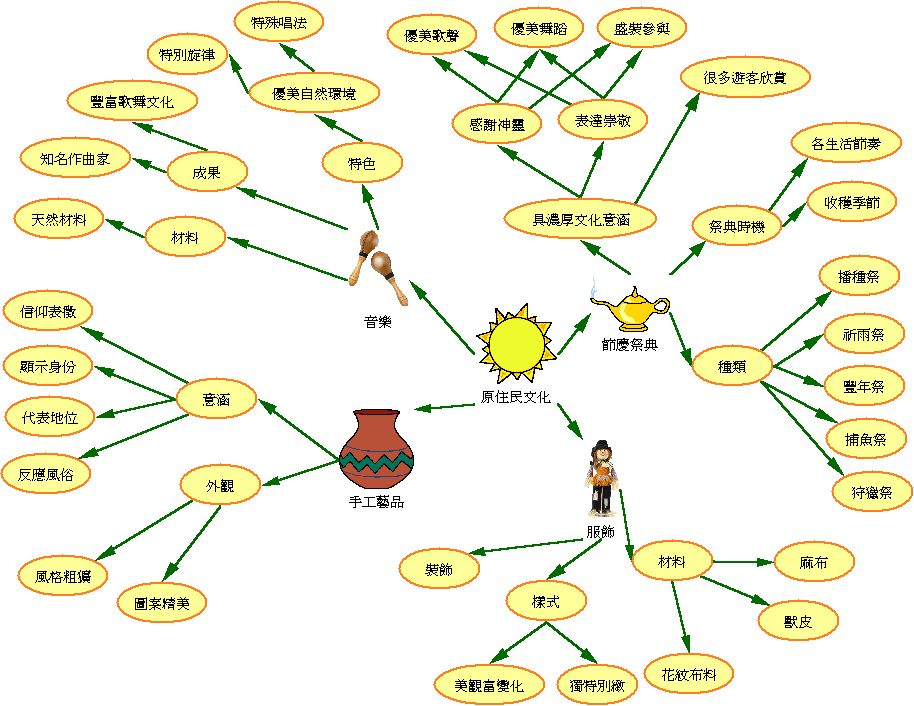 特殊唱法
特別旋律
優美自然環境
豐富歌舞文化
知名作曲家
成果
特色
天然材料
材料
音樂
優美歌聲
優美舞蹈
盛裝參與
很多遊客欣賞
感謝神靈
表達崇敬
具濃厚文化意涵
各生活節奏
收穫季節
祭典時機
節慶祭典
播種祭
祈雨祭
種類
豐年祭
捕魚祭
狩獵祭
原住民文化
信仰表徵
顯示身份
意涵
代表地位
反應風俗
手工藝品
外觀
風格粗獷
圖案精美
服飾
裝飾
樣式
美觀富變化
獨特別緻
材料
麻布
獸皮
花紋布料